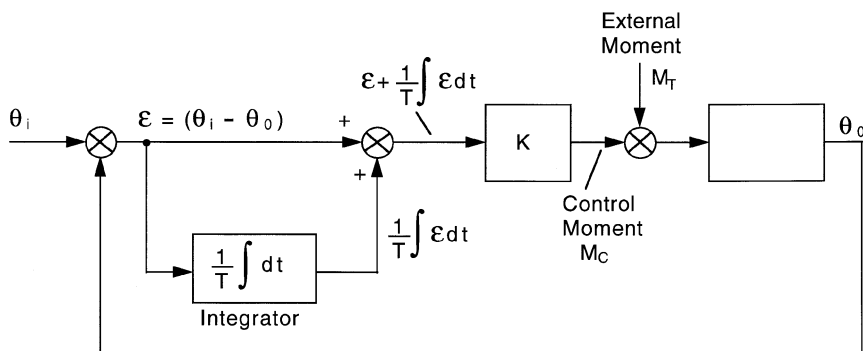 External
Moment
M_T
ε + 1/T ∫ ε dt
θ_i
ε = (θ_i - θ_0)
+
+
K
θ_0
Control
Moment
M_C
1/T ∫ ε dt
1/T ∫ dt
Integrator